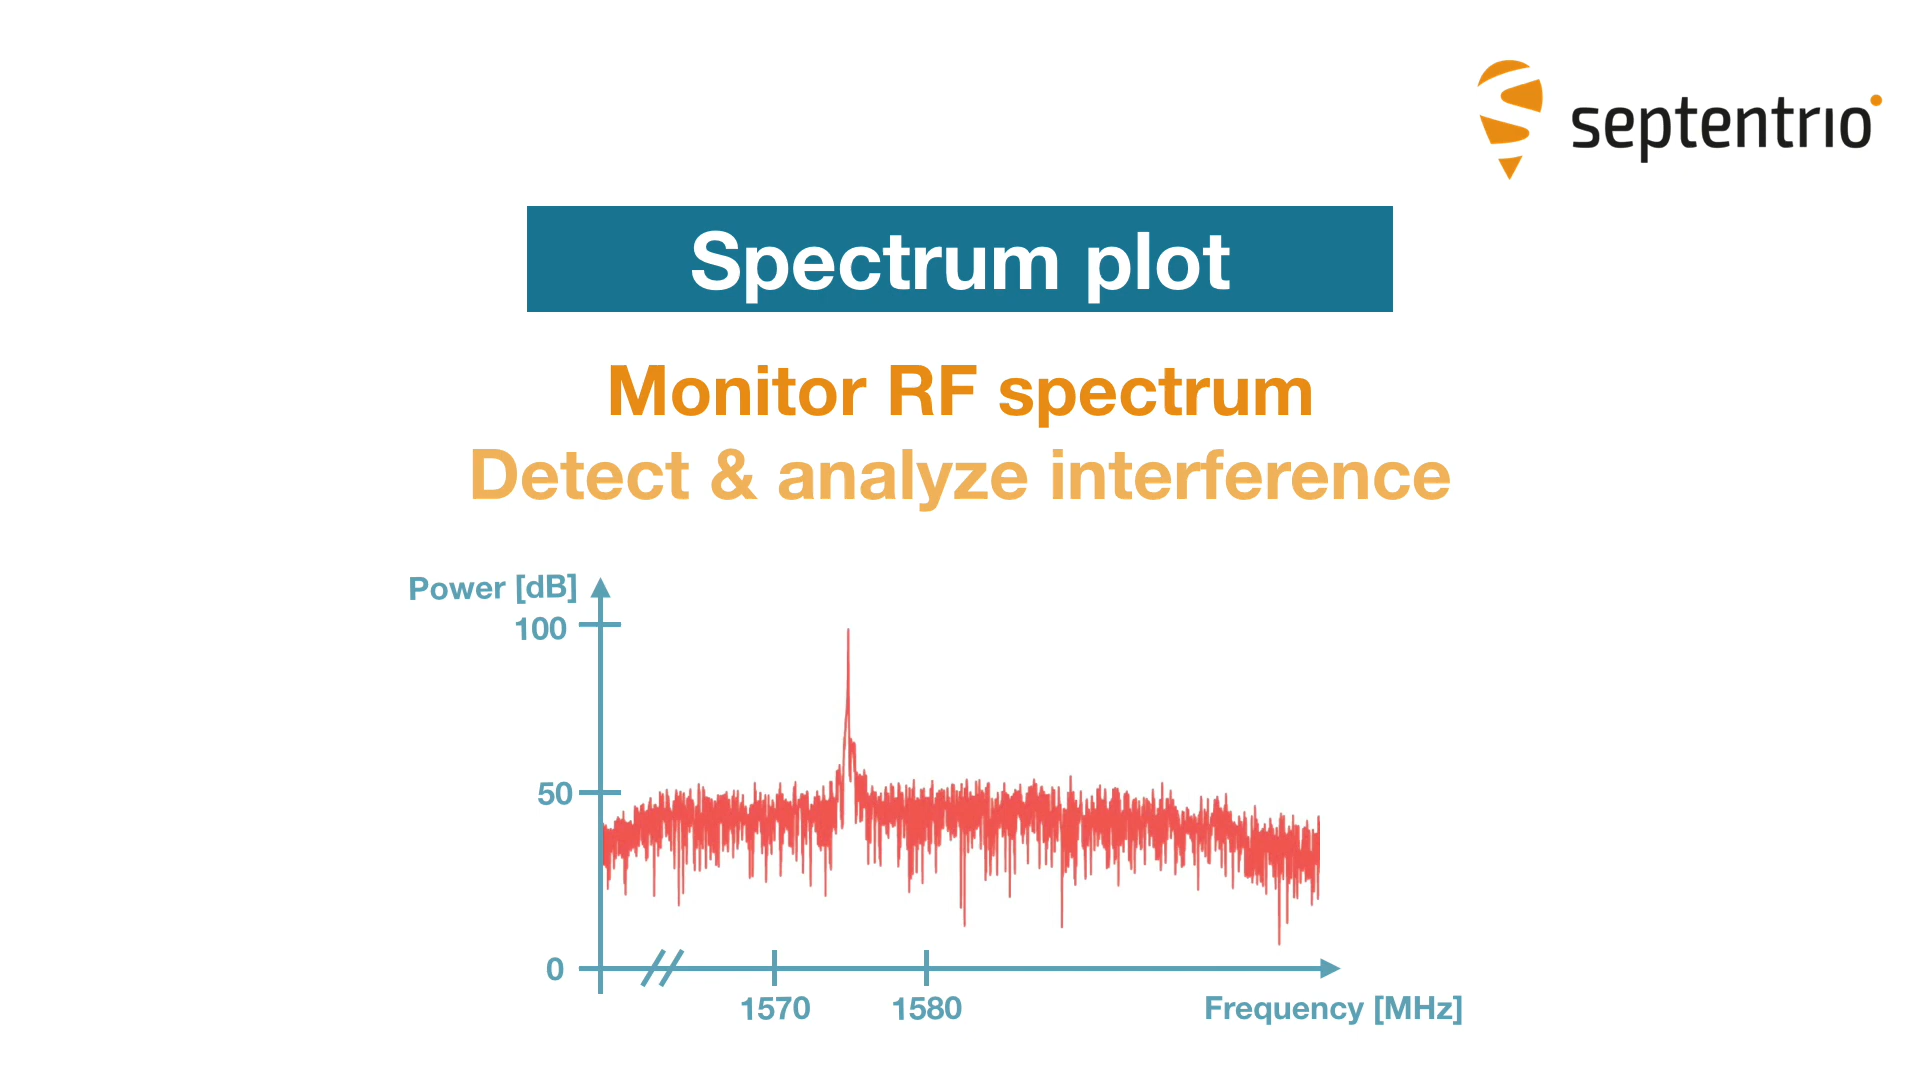 septentrio
Spectrum plot
Monitor RF spectrum
Detect & analyze interference
Power [dB]
100
50
0
1570
1580
Frequency [MHz]